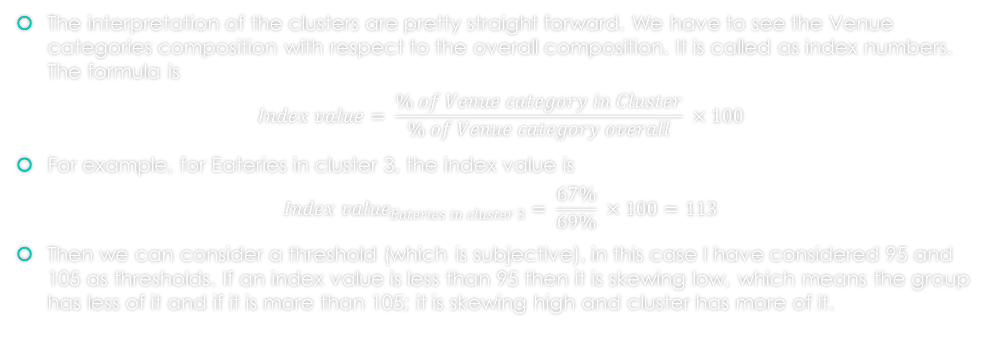 The interpretation of the clusters are pretty straight forward. We have to see the Venue
categories composition with respect to the overall composition. It is called as index numbers.
The formula is
Index value = % of Venue category in Cluster / % of Venue category overall × 100
For example, for Eateries in cluster 3, the index value is
Index value Eateries in cluster 3 = 67% / 69% × 100 = 113
Then we can consider a threshold (which is subjective), in this case I have considered 95 and
105 as thresholds. If an index value is less than 95 then it is skewing low, which means the group
has less of it and if it is more than 105; it is skewing high and cluster has more of it.